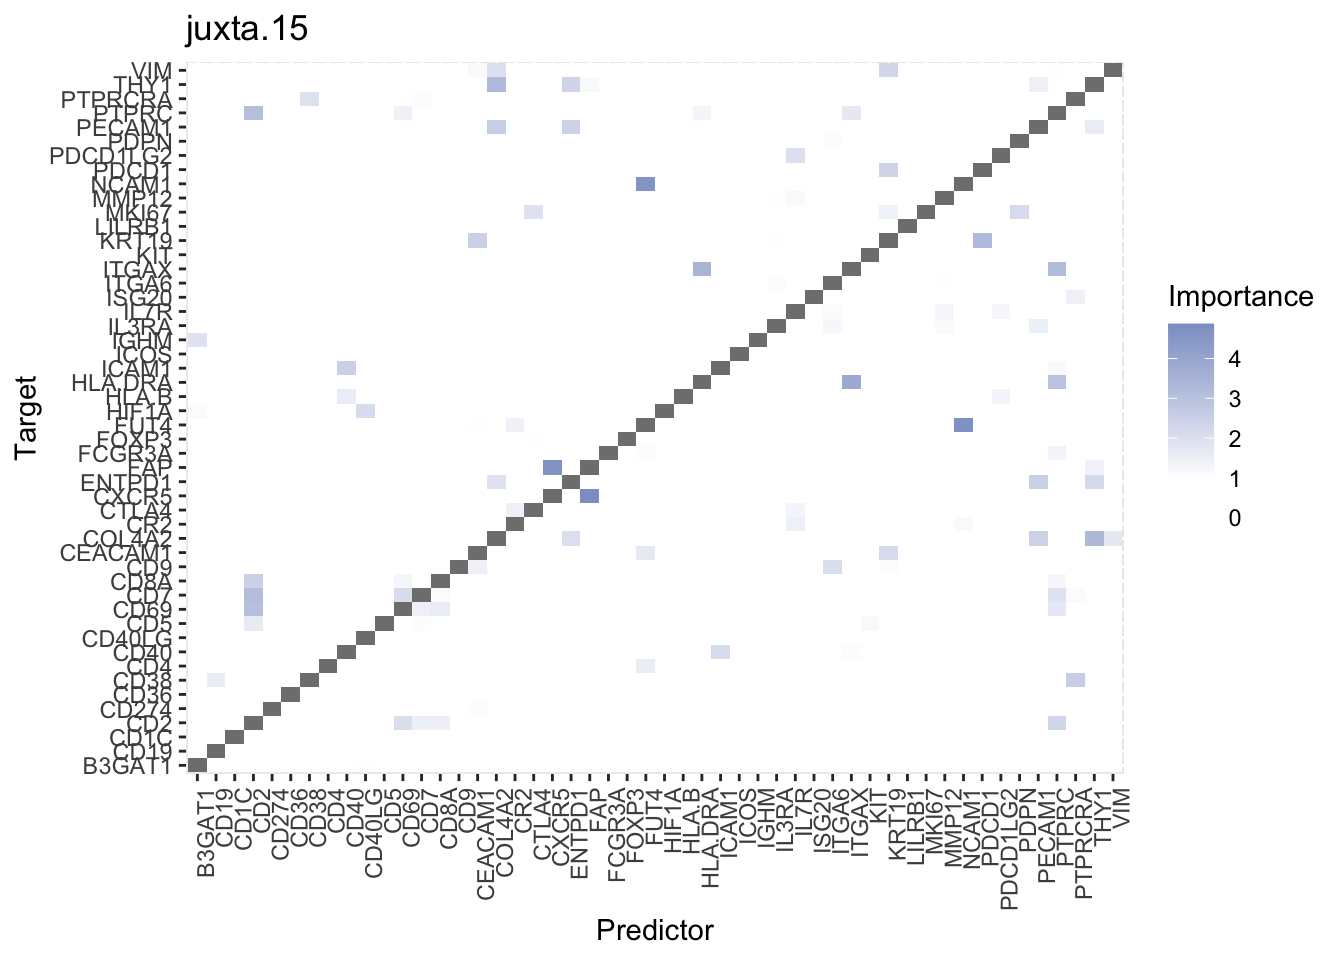 juxta.15
VIM
THY1
PTPRCRA
PTPRC
PECAM1
PDPN
PDCD1LG2
PDCD1
NCAM1
MMP12
MKI67
LILRB1
KRT19
KIT
ITGAX
ITGA6
ISG20
IL7R
IL3RA
IGHM
ICOS
ICAM1
HLA.DRA
HLA.B
HIF1A
FUT4
FOXP3
FCGR3A
FAP
ENTPD1
CXCR5
CTLA4
CR2
COL4A2
CEACAM1
CD9
CD8A
CD7
CD69
CD5
CD40LG
CD40
CD4
CD38
CD36
CD274
CD2
CD1C
CD19
B3GAT1
Target
B3GAT1
CD19
CD1C
CD2
CD274
CD36
CD38
CD4
CD40
CD40LG
CD5
CD69
CD7
CD8A
CD9
CEACAM1
COL4A2
CR2
CTLA4
CXCR5
ENTPD1
FAP
FCGR3A
FOXP3
FUT4
HIF1A
HLA.B
HLA.DRA
ICAM1
ICOS
IGHM
IL3RA
IL7R
ISG20
ITGA6
ITGAX
KIT
KRT19
LILRB1
MKI67
MMP12
NCAM1
PDCD1
PDCD1LG2
PDPN
PECAM1
PTPRC
PTPRCRA
THY1
VIM
Predictor
Importance
4
3
2
1
0